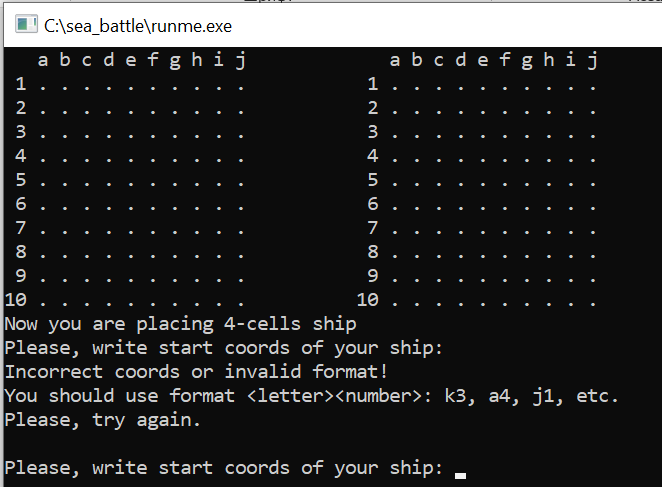 C:\sea_battle\runme.exe
a b c d e f g h i j a b c d e f g h i j
1 . . . . . . . . . . 1 . . . . . . . . . .
2 . . . . . . . . . . 2 . . . . . . . . . .
3 . . . . . . . . . . 3 . . . . . . . . . .
4 . . . . . . . . . . 4 . . . . . . . . . .
5 . . . . . . . . . . 5 . . . . . . . . . .
6 . . . . . . . . . . 6 . . . . . . . . . .
7 . . . . . . . . . . 7 . . . . . . . . . .
8 . . . . . . . . . . 8 . . . . . . . . . .
9 . . . . . . . . . . 9 . . . . . . . . . .
10 . . . . . . . . . . 10 . . . . . . . . . .
Now you are placing 4-cells ship
Please, write start coords of your ship:
Incorrect coords or invalid format!
You should use format <letter><number>: k3, a4, j1, etc.
Please, try again.
Please, write start coords of your ship: